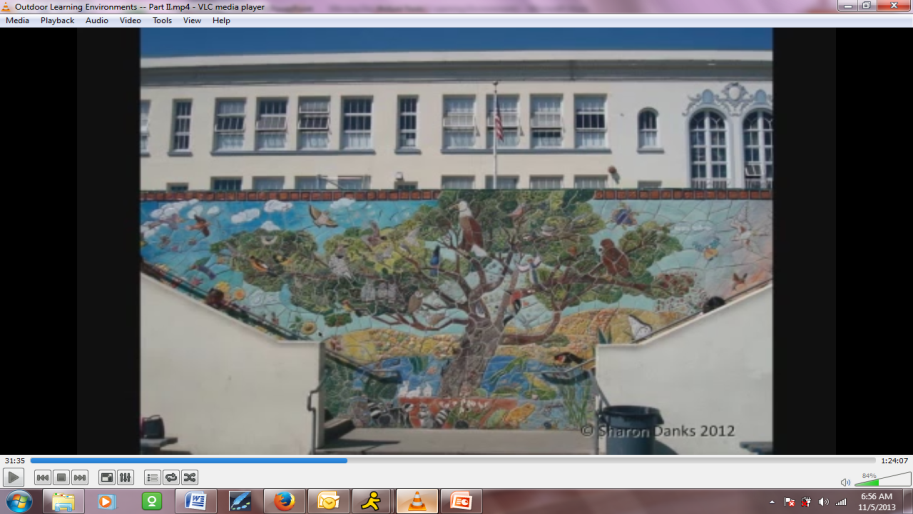 Outdoor Learning Environments -- Part II.mp4 - VLC media player
Media Playback Audio Video Tools View Help
© Sharon Danks 2012
31:35
1:24:07
84%
6:56 AM
11/5/2013